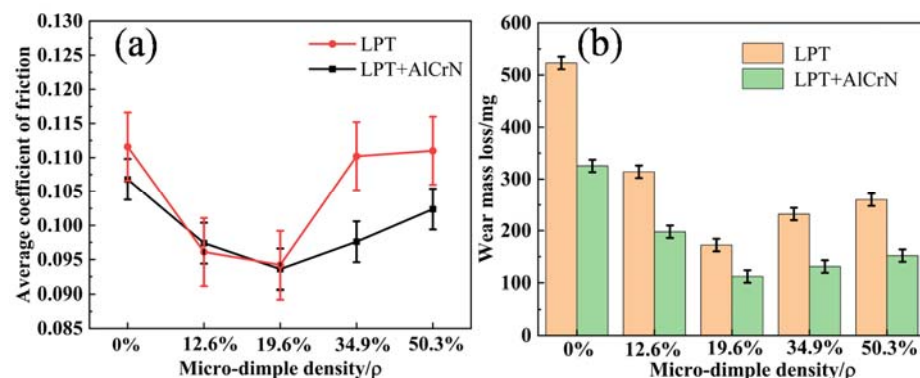 (a)
LPT
LPT+AlCrN
Average coefficient of friction
0.130
0.125
0.120
0.115
0.110
0.105
0.100
0.095
0.090
0.085
0% 12.6% 19.6% 34.9% 50.3%
Micro-dimple density/ρ
(b)
LPT
LPT+AlCrN
Wear mass loss/mg
600
500
400
300
200
100
0
0% 12.6% 19.6% 34.9% 50.3%
Micro-dimple density/ρ